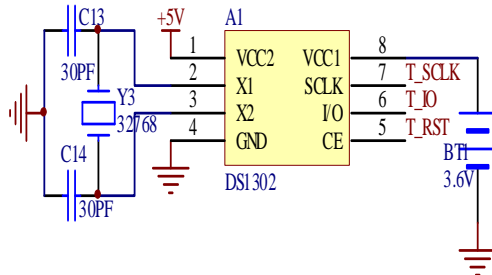 C13
+5V
A1
30PF
1
VCC2
VCC1
8
2
X1
SCLK
7
T_SCLK
Y3
3
X2
I/O
6
T_IO
32768
4
GND
CE
5
T_RST
C14
BT1
30PF
DS1302
3.6V